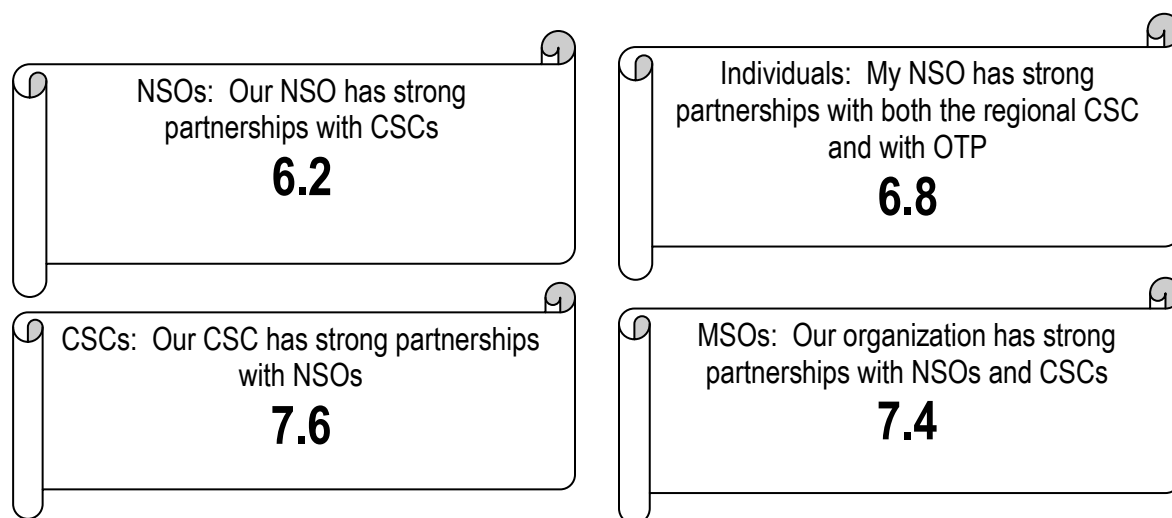 NSOs: Our NSO has strong
partnerships with CSCs
6.2
Individuals: My NSO has strong
partnerships with both the regional CSC
and with OTP
6.8
CSCs: Our CSC has strong partnerships
with NSOs
7.6
MSOs: Our organization has strong
partnerships with NSOs and CSCs
7.4